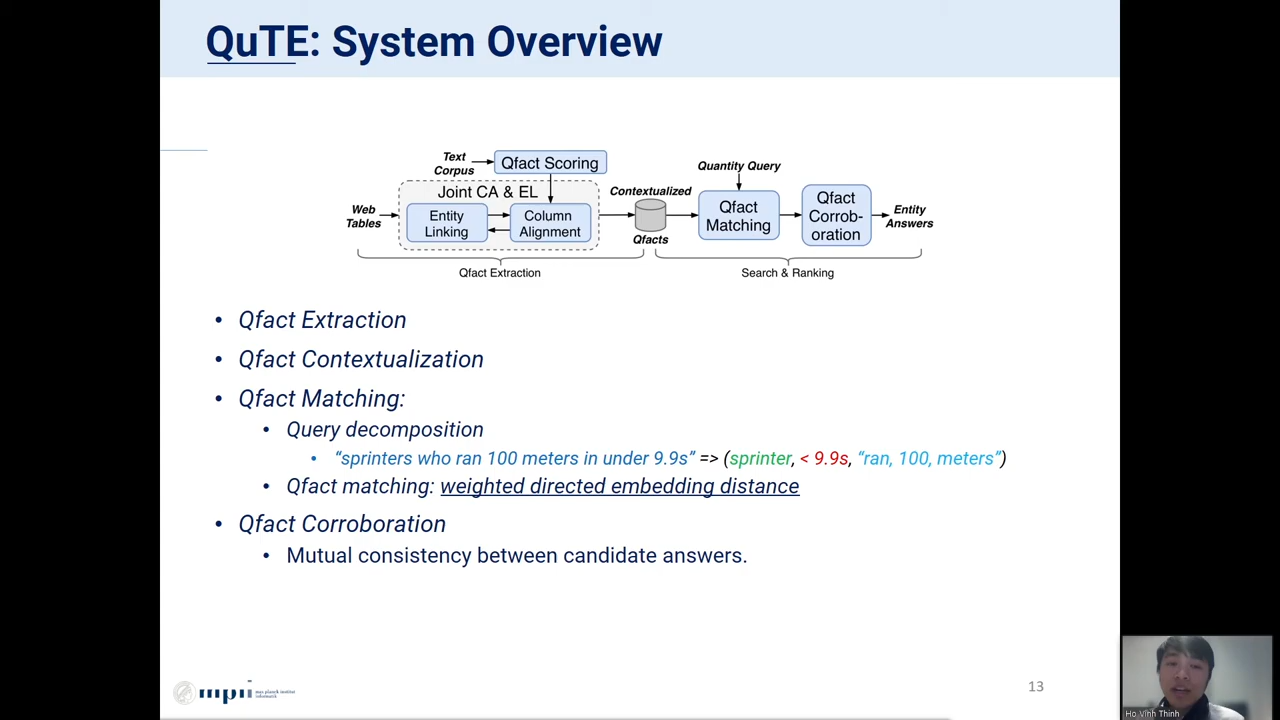 QuTE: System Overview
Text
Corpus
Qfact Scoring
Joint CA & EL
Web
Tables
Entity
Linking
Column
Alignment
Contextualized
Qfacts
Quantity Query
Qfact
Matching
Qfact
Corrob-
oration
Entity
Answers
Qfact Extraction
Search & Ranking
• Qfact Extraction
• Qfact Contextualization
• Qfact Matching:
• Query decomposition
• “sprinters who ran 100 meters in under 9.9s” => (sprinter, < 9.9s, “ran, 100, meters”)
• Qfact matching: weighted directed embedding distance
• Qfact Corroboration
• Mutual consistency between candidate answers.
mpi max planck institut
informatik
13
Ho Vinh Thinh